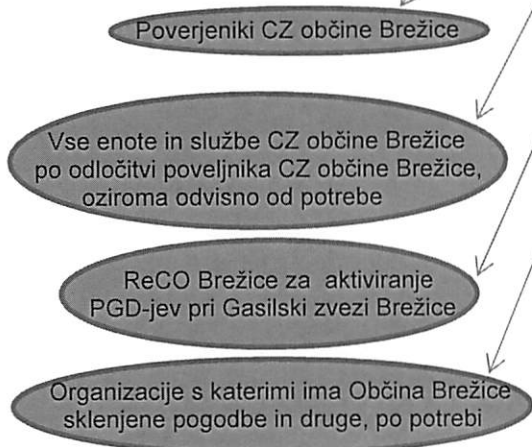 Poverjeniki CZ občine Brežice
Vse enote in službe CZ občine Brežice
po odločitvi poveljnika CZ občine Brežice,
oziroma odvisno od potrebe
ReCO Brežice za aktiviranje
PGD-jev pri Gasilski zvezi Brežice
Organizacije s katerimi ima Občina Brežice
sklenjene pogodbe in druge, po potrebi